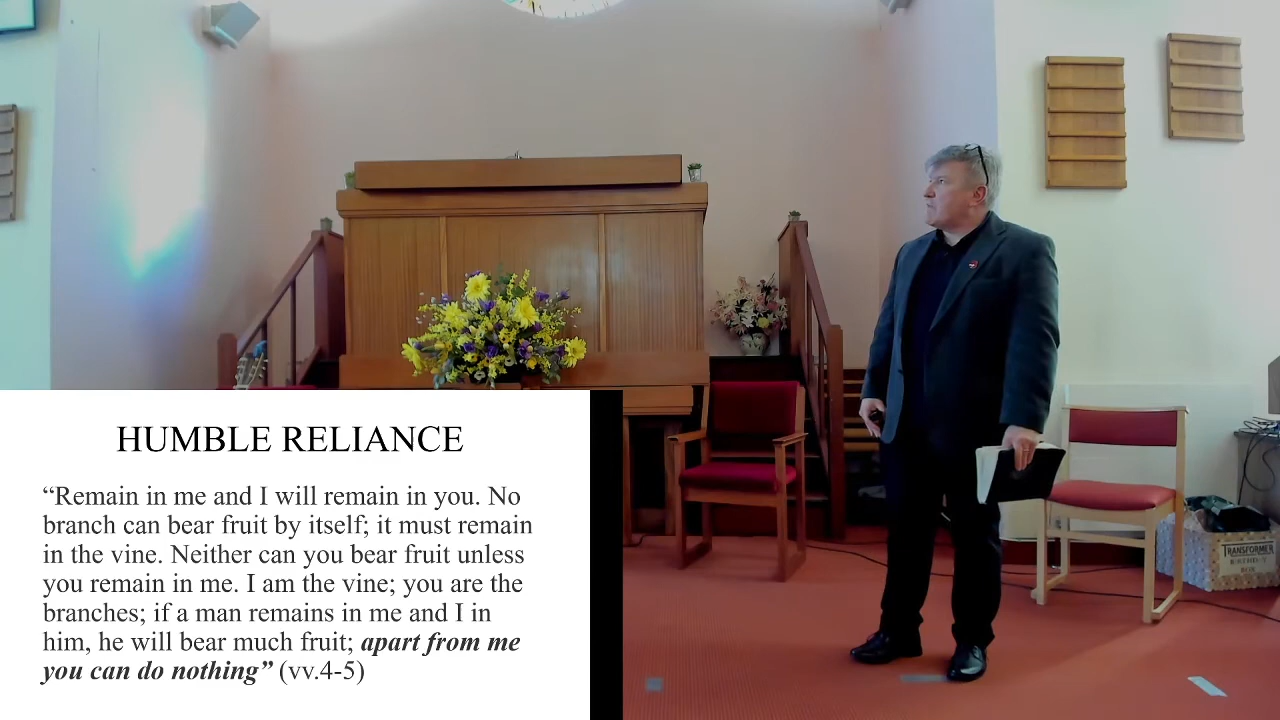 HUMBLE RELIANCE
“Remain in me and I will remain in you. No
branch can bear fruit by itself; it must remain
in the vine. Neither can you bear fruit unless
you remain in me. I am the vine; you are the
branches; if a man remains in me and I in
him, he will bear much fruit; apart from me
you can do nothing” (vv.4-5)
TRANSFORMER
BIRTHDAY
BOX